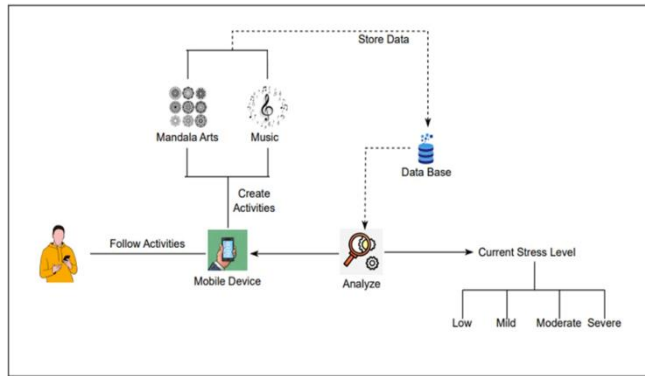 Store Data
Mandala Arts
Music
Data Base
Create
Activities
Follow Activities
Mobile Device
Analyze
Current Stress Level
Low
Mild
Moderate
Severe